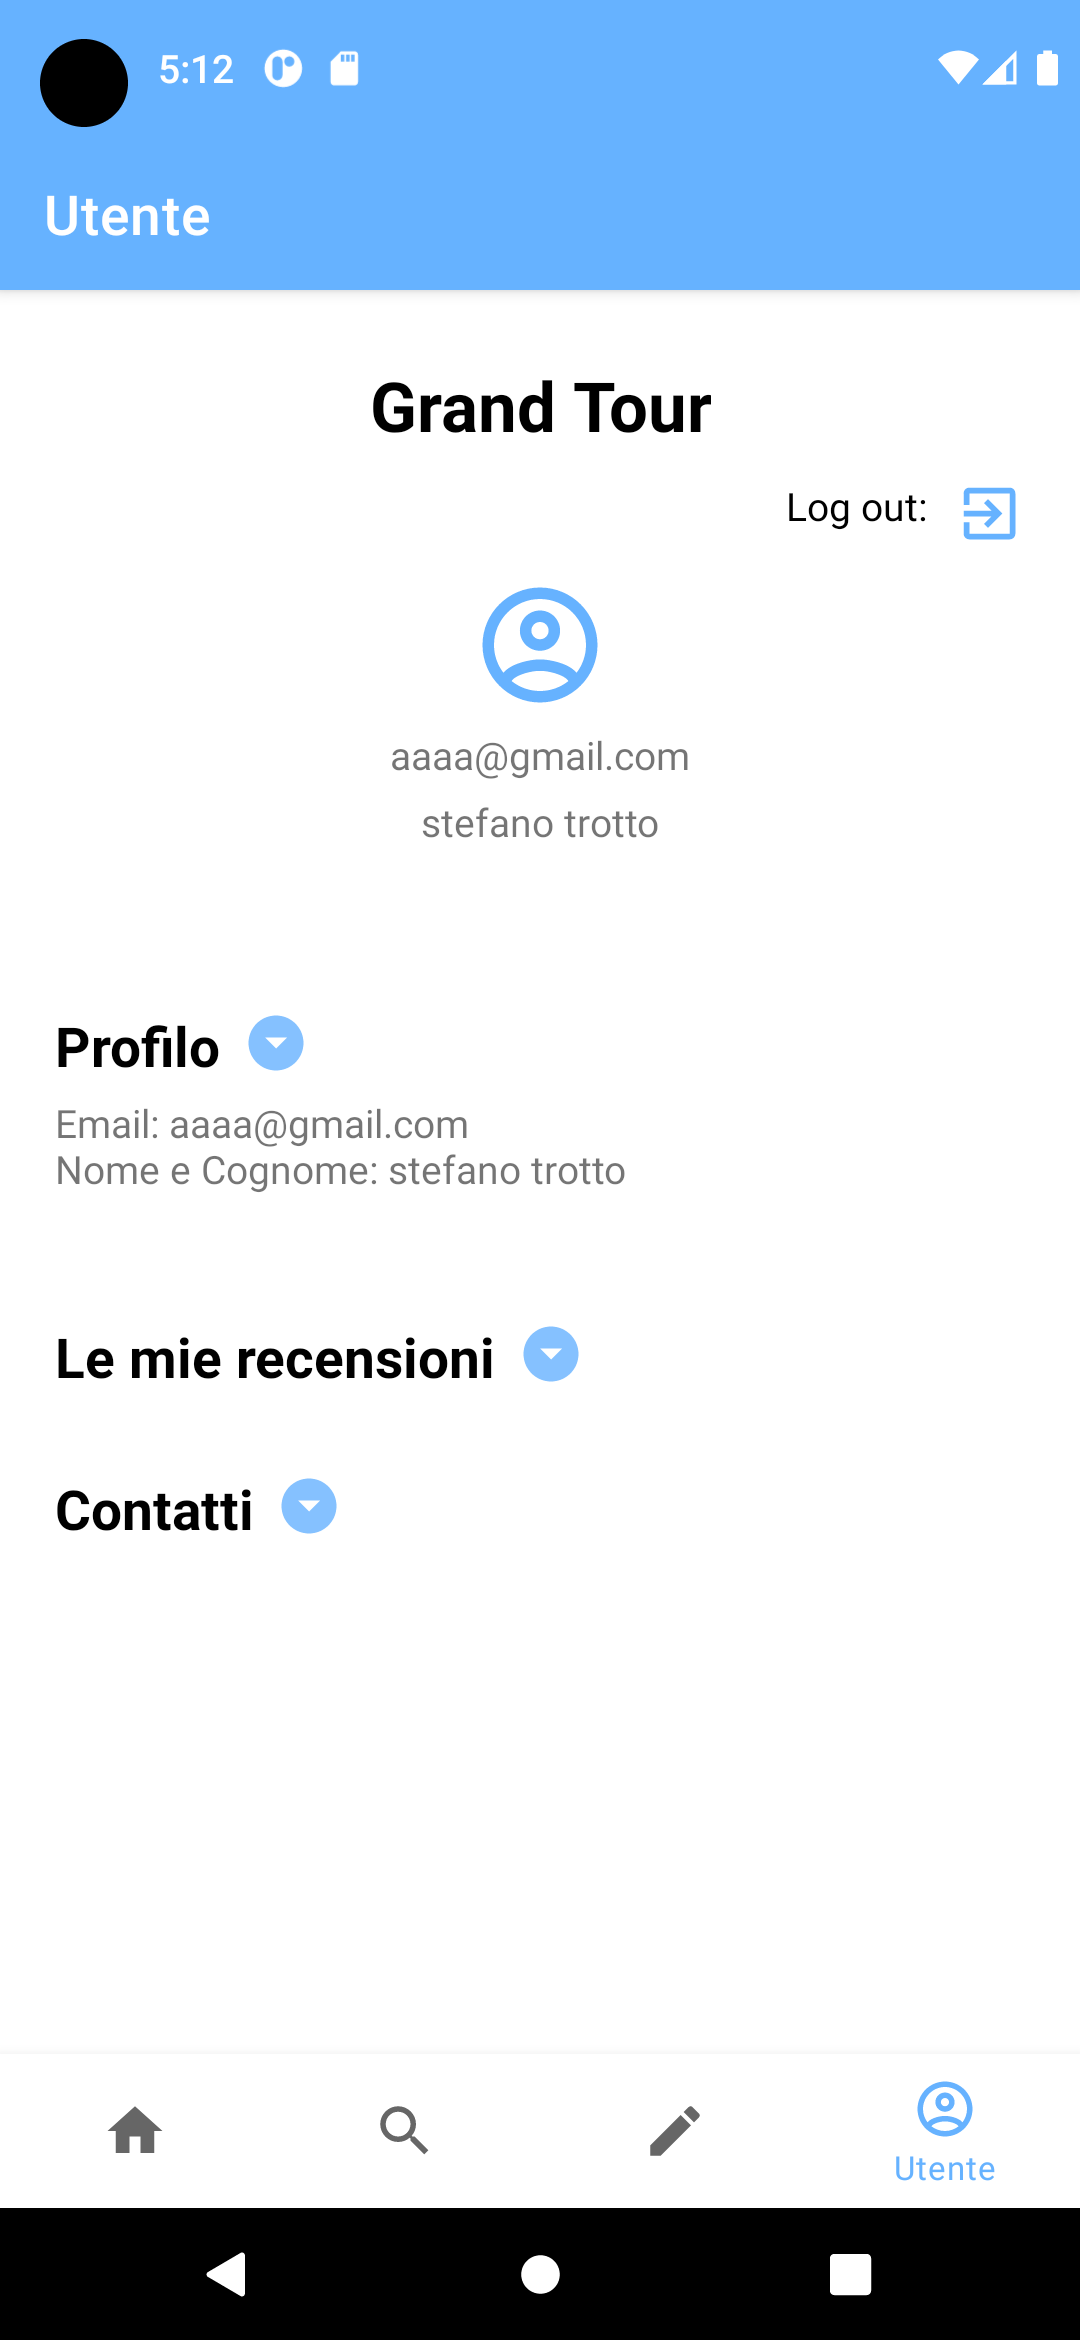 5:12
Utente
Grand Tour
Log out:
aaaa@gmail.com
stefano trotto
Profilo
Email: aaaa@gmail.com
Nome e Cognome: stefano trotto
Le mie recensioni
Contatti
Utente